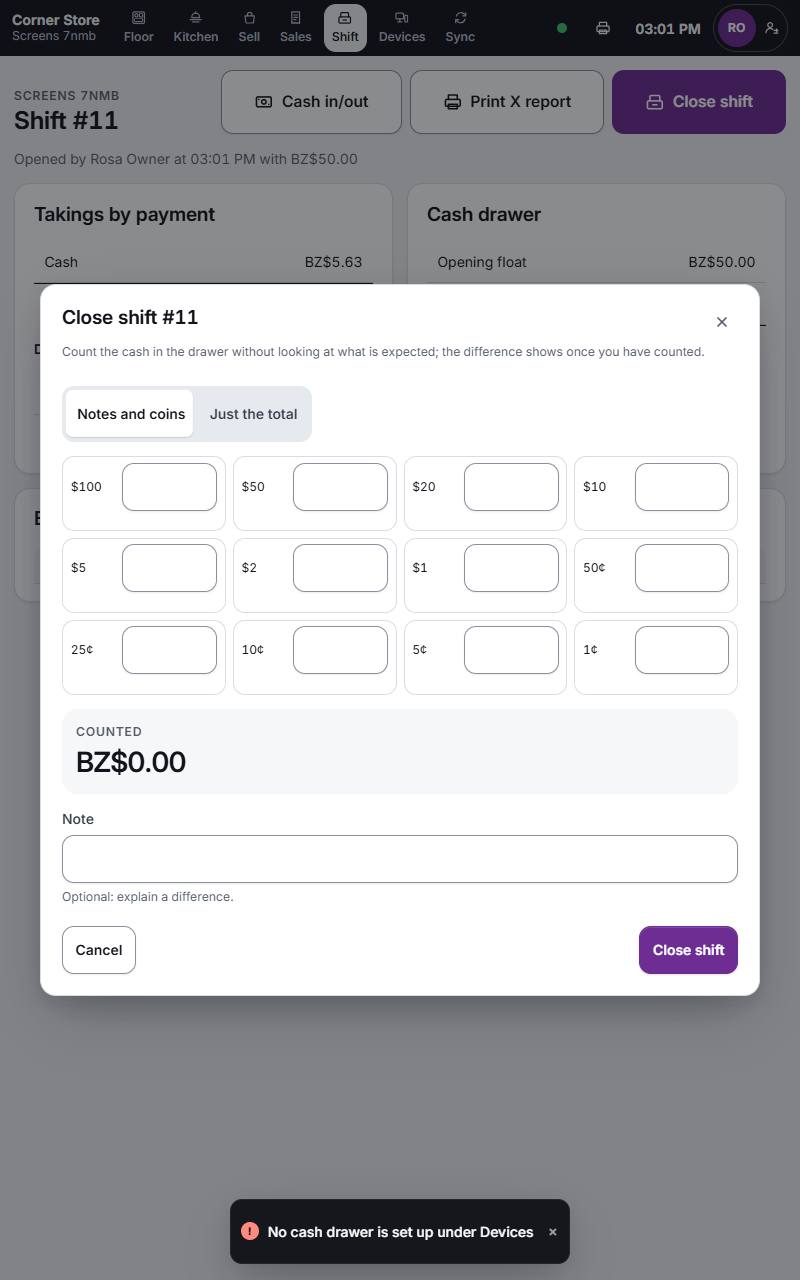 Corner Store
Screens 7nmb
Floor
Kitchen
Sell
Sales
Shift
Devices
Sync
03:01 PM
RO
SCREENS 7NMB
Shift #11
Cash in/out
Print X report
Close shift
Opened by Rosa Owner at 03:01 PM with BZ$50.00
Takings by payment
Cash drawer
Cash BZ$5.63
Opening float BZ$50.00
Close shift #11
Count the cash in the drawer without looking at what is expected; the difference shows once you have counted.
Notes and coins
Just the total
$100
$50
$20
$10
$5
$2
$1
50¢
25¢
10¢
5¢
1¢
COUNTED
BZ$0.00
Note
Optional: explain a difference.
Cancel
Close shift
No cash drawer is set up under Devices